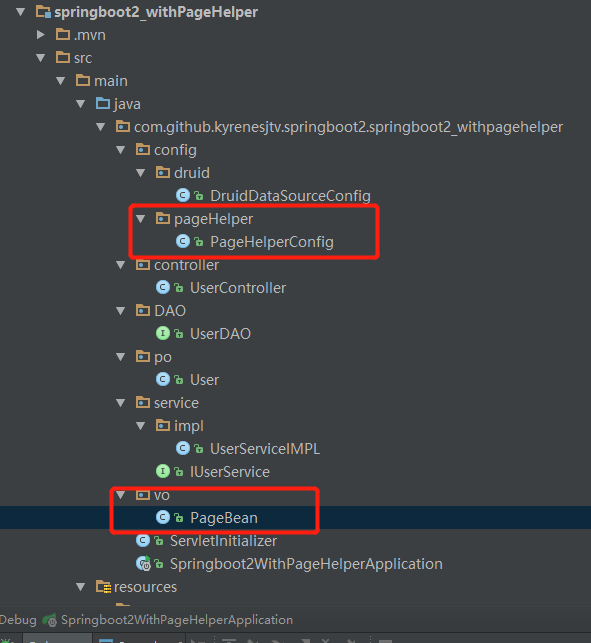 springboot2_withPageHelper
.mvn
src
main
java
com.github.kyrenesjtv.springboot2.springboot2_withpagehelper
config
druid
DruidDataSourceConfig
pageHelper
PageHelperConfig
controller
UserController
DAO
UserDAO
po
User
service
impl
UserServiceIMPL
IUserService
vo
PageBean
ServletInitializer
Springboot2WithPageHelperApplication
resources
Debug Springboot2WithPageHelperApplication